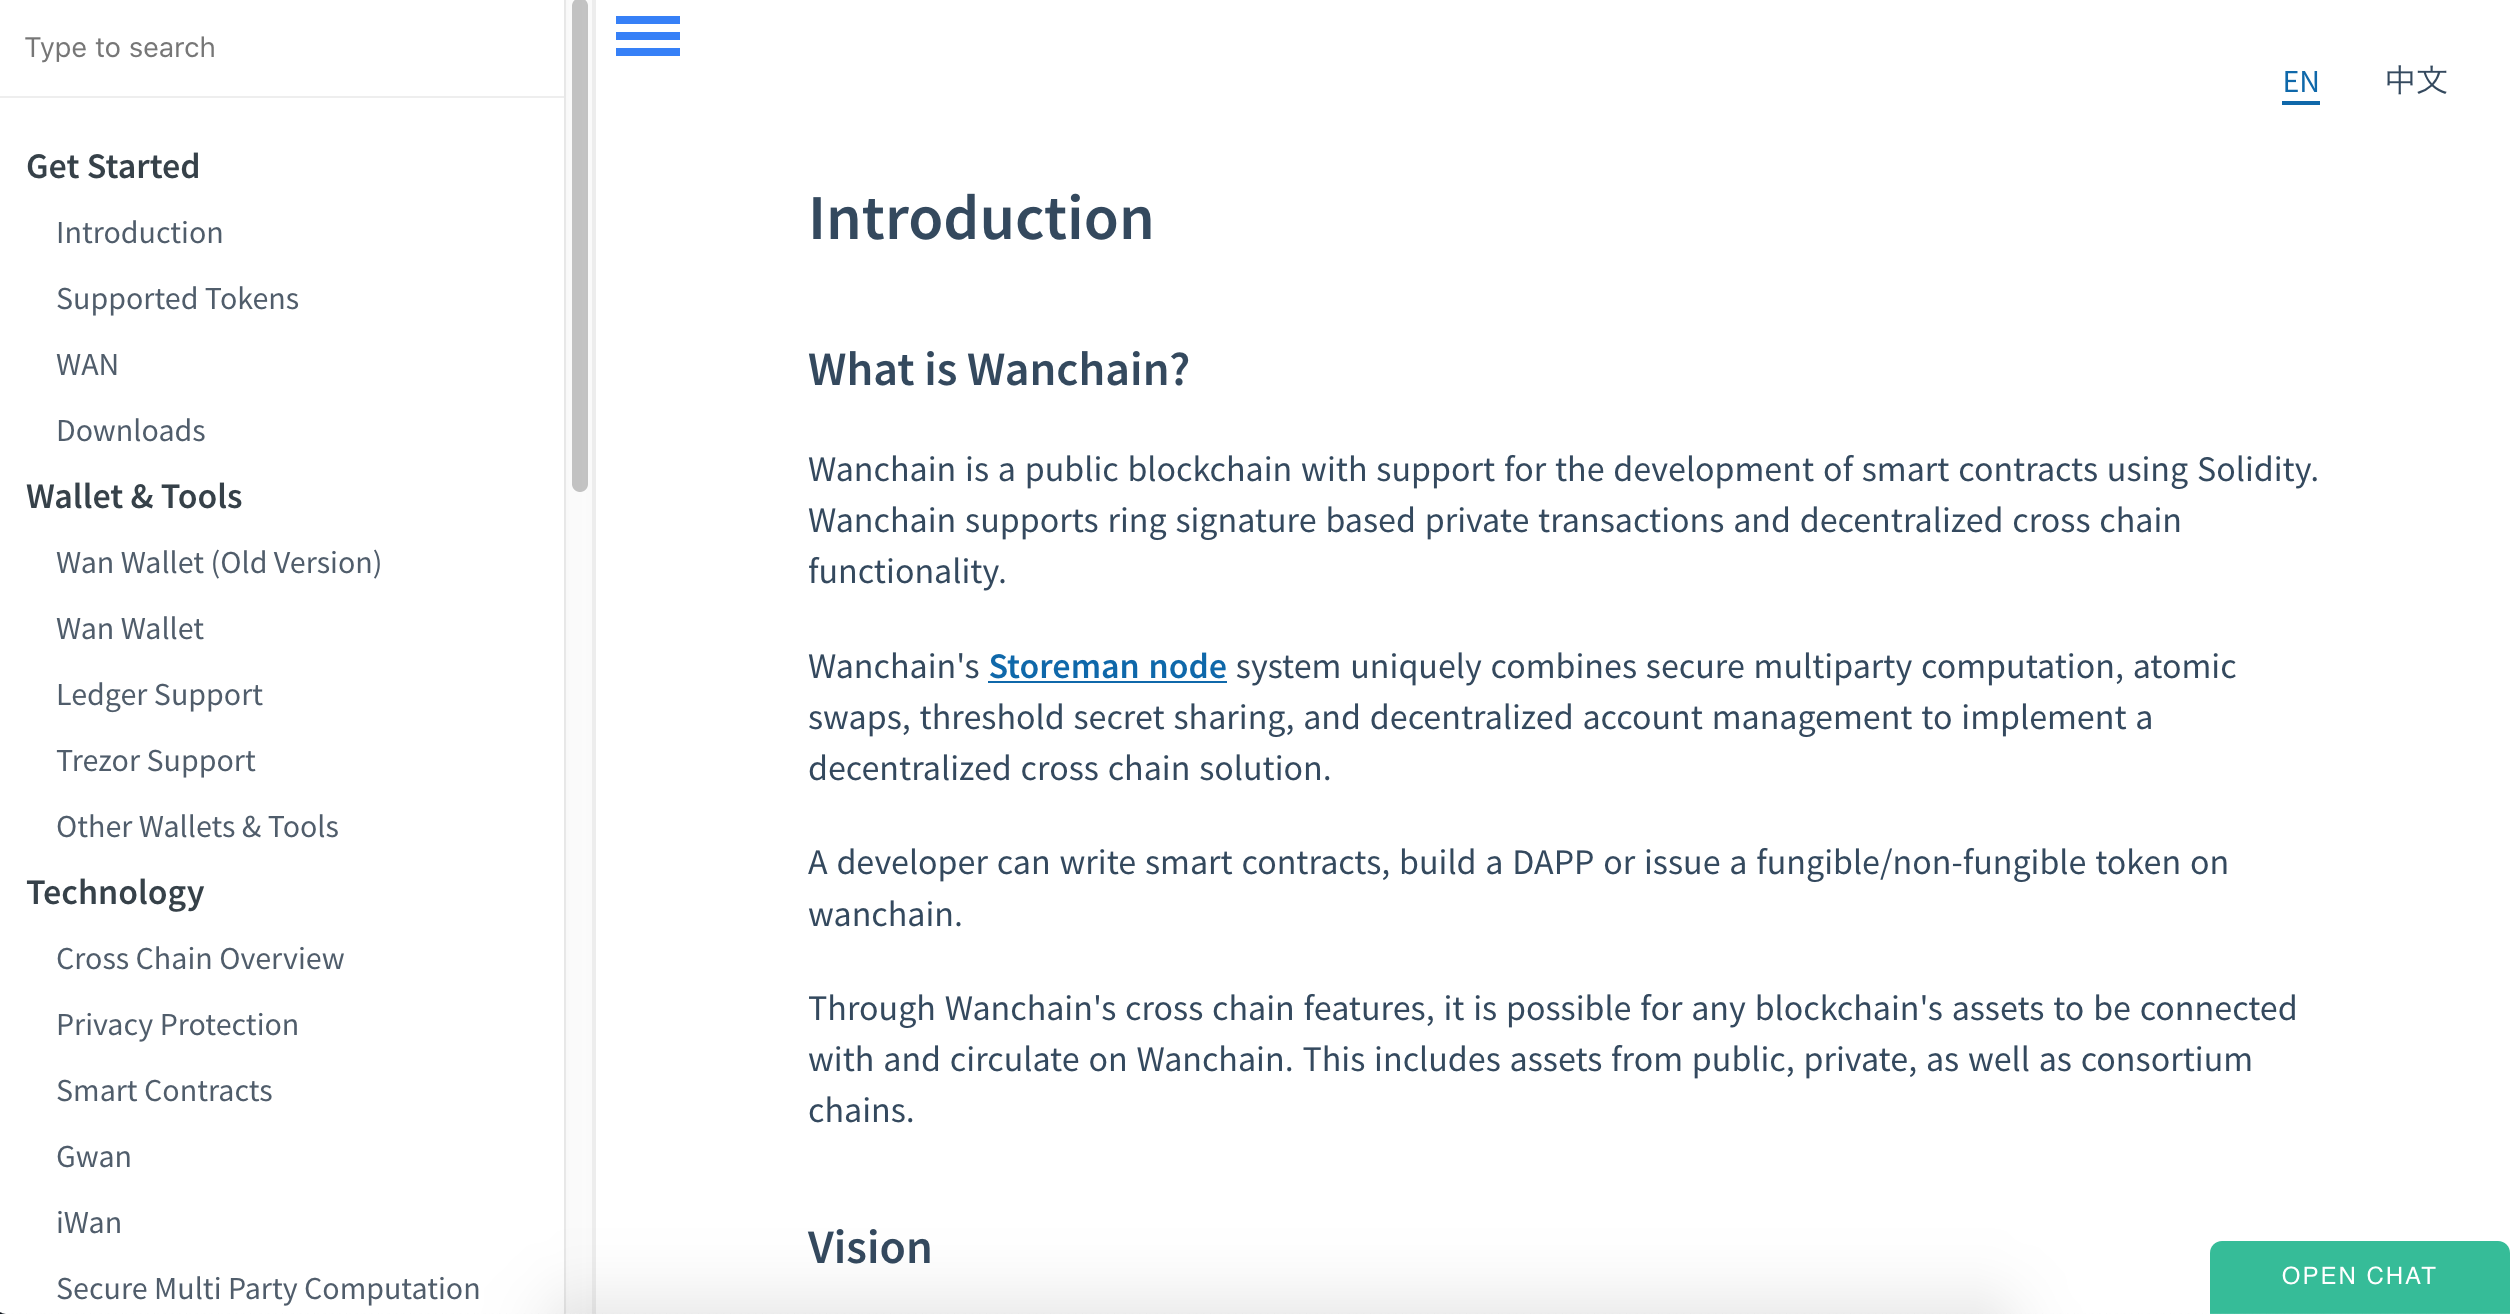 Type to search
Get Started
Introduction
Supported Tokens
WAN
Downloads
Wallet & Tools
Wan Wallet (Old Version)
Wan Wallet
Ledger Support
Trezor Support
Other Wallets & Tools
Technology
Cross Chain Overview
Privacy Protection
Smart Contracts
Gwan
iWan
Secure Multi Party Computation
EN 中文
Introduction
What is Wanchain?
Wanchain is a public blockchain with support for the development of smart contracts using Solidity.
Wanchain supports ring signature based private transactions and decentralized cross chain
functionality.
Wanchain's Storeman node system uniquely combines secure multiparty computation, atomic
swaps, threshold secret sharing, and decentralized account management to implement a
decentralized cross chain solution.
A developer can write smart contracts, build a DAPP or issue a fungible/non-fungible token on
wanchain.
Through Wanchain's cross chain features, it is possible for any blockchain's assets to be connected
with and circulate on Wanchain. This includes assets from public, private, as well as consortium
chains.
Vision
OPEN CHAT